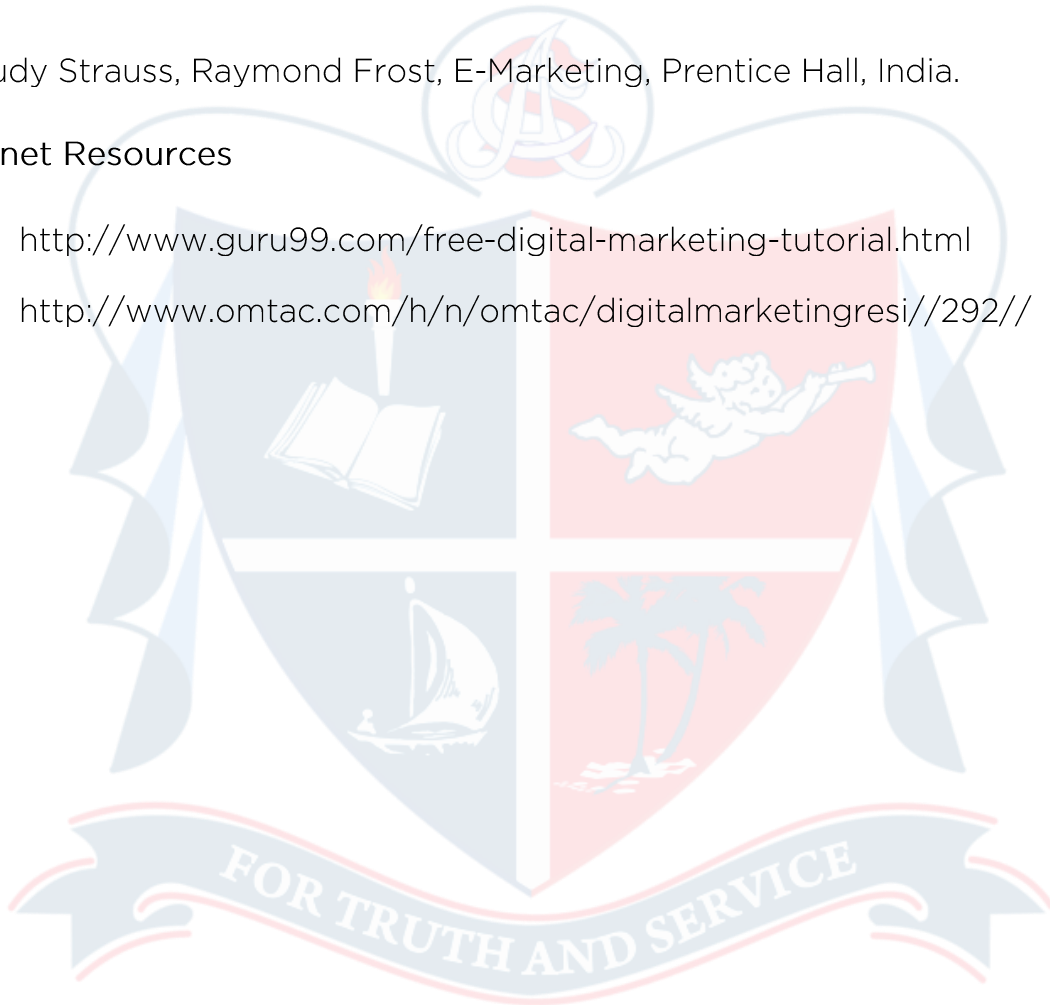 udy Strauss, Raymond Frost, E-Marketing, Prentice Hall, India.
net Resources
http://www.guru99.com/free-digital-marketing-tutorial.html
http://www.omtac.com/h/n/omtac/digitalmarketingresi//292//
FOR TRUTH AND SERVICE